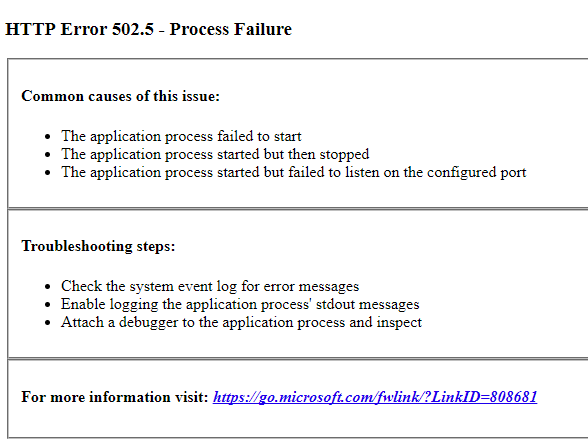 HTTP Error 502.5 - Process Failure
Common causes of this issue:
• The application process failed to start
• The application process started but then stopped
• The application process started but failed to listen on the configured port
Troubleshooting steps:
• Check the system event log for error messages
• Enable logging the application process' stdout messages
• Attach a debugger to the application process and inspect
For more information visit: https://go.microsoft.com/fwlink/?LinkID=808681